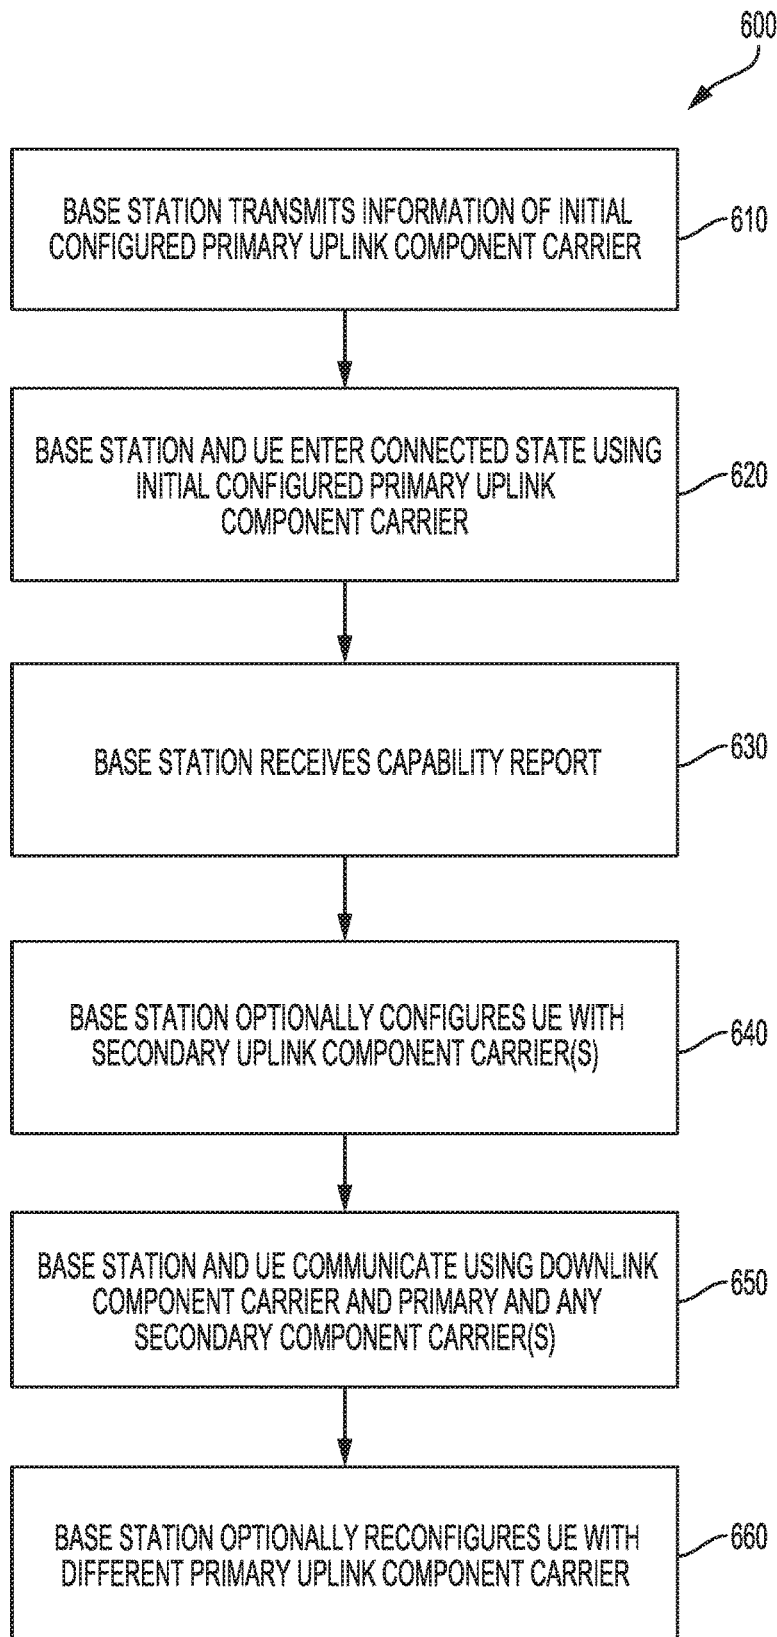 600
BASE STATION TRANSMITS INFORMATION OF INITIAL
CONFIGURED PRIMARY UPLINK COMPONENT CARRIER
610
BASE STATION AND UE ENTER CONNECTED STATE USING
INITIAL CONFIGURED PRIMARY UPLINK
COMPONENT CARRIER
620
BASE STATION RECEIVES CAPABILITY REPORT
630
BASE STATION OPTIONALLY CONFIGURES UE WITH
SECONDARY UPLINK COMPONENT CARRIER(S)
640
BASE STATION AND UE COMMUNICATE USING DOWNLINK
COMPONENT CARRIER AND PRIMARY AND ANY
SECONDARY COMPONENT CARRIER(S)
650
BASE STATION OPTIONALLY RECONFIGURES UE WITH
DIFFERENT PRIMARY UPLINK COMPONENT CARRIER
660